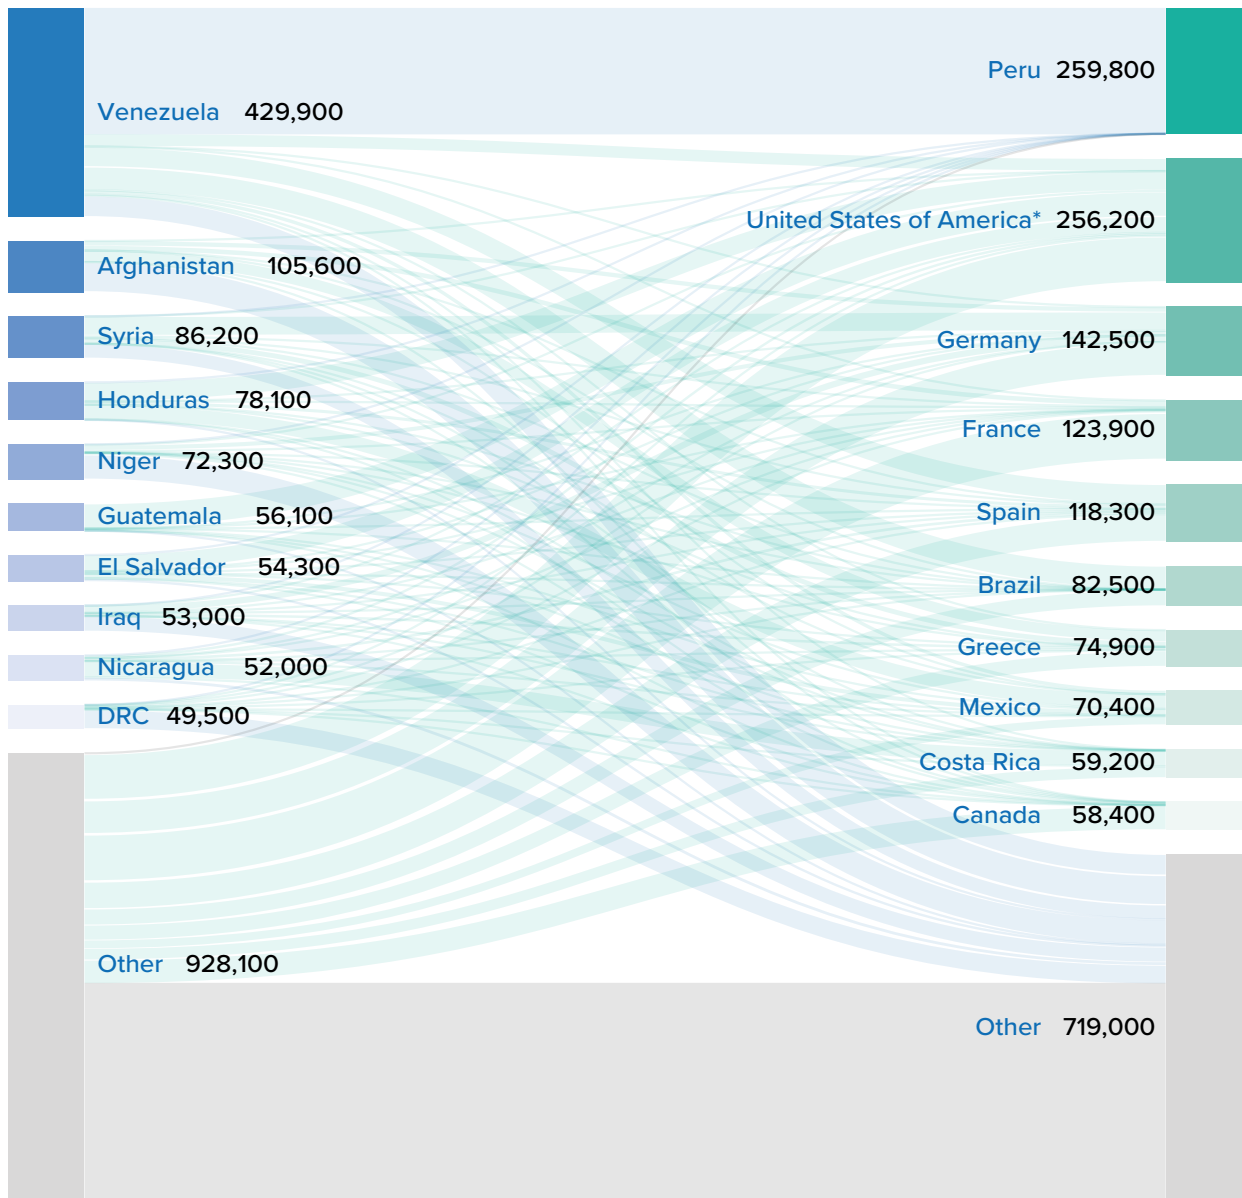 Venezuela 429,900
Afghanistan 105,600
Syria 86,200
Honduras 78,100
Niger 72,300
Guatemala 56,100
El Salvador 54,300
Iraq 53,000
Nicaragua 52,000
DRC 49,500
Other 928,100
Peru 259,800
United States of America* 256,200
Germany 142,500
France 123,900
Spain 118,300
Brazil 82,500
Greece 74,900
Mexico 70,400
Costa Rica 59,200
Canada 58,400
Other 719,000